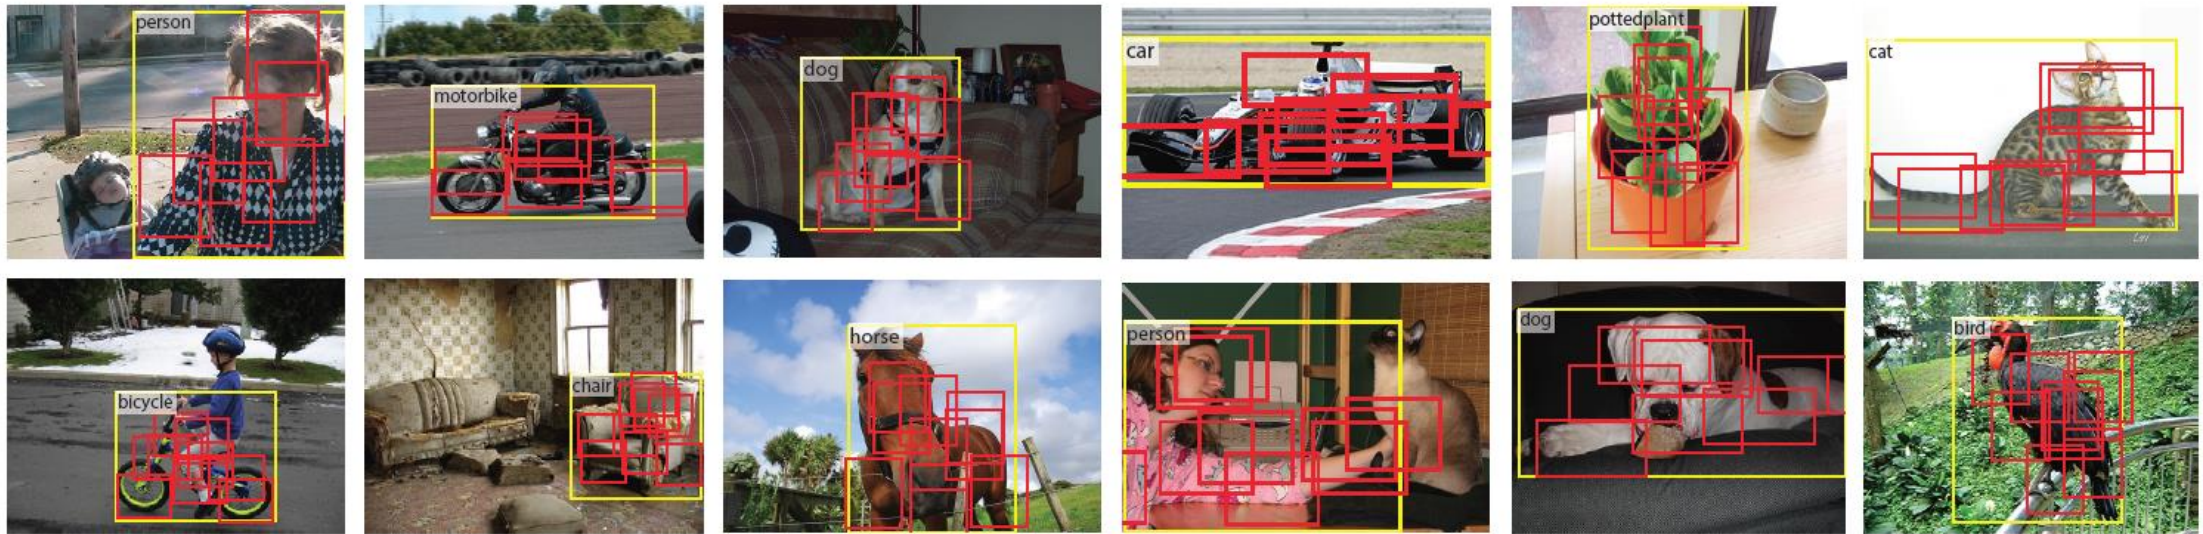 person
motorbike
dog
car
pottedplant
cat
bicycle
chair
horse
person
dog
bird